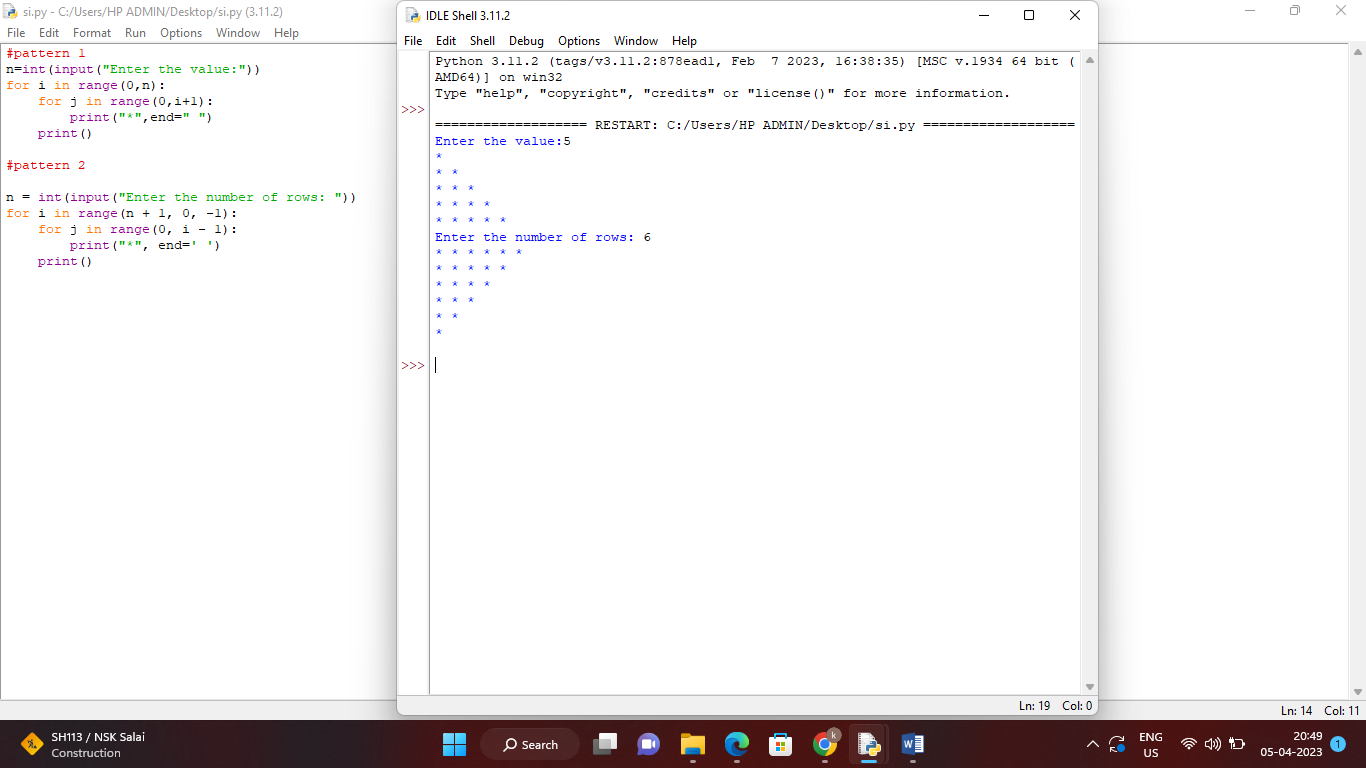 si.py - C:/Users/HP ADMIN/Desktop/si.py (3.11.2)
File Edit Format Run Options Window Help
#pattern 1
n=int(input("Enter the value:"))
for i in range(0,n):
    for j in range(0,i+1):
        print("*",end=" ")
    print()
#pattern 2
n = int(input("Enter the number of rows: "))
for i in range(n + 1, 0, -1):
    for j in range(0, i - 1):
        print("*", end=' ')
    print()
Ln: 14 Col: 11
IDLE Shell 3.11.2
File Edit Shell Debug Options Window Help
Python 3.11.2 (tags/v3.11.2:878ead1, Feb  7 2023, 16:38:35) [MSC v.1934 64 bit (
AMD64)] on win32
Type "help", "copyright", "credits" or "license()" for more information.
>>>
=================== RESTART: C:/Users/HP ADMIN/Desktop/si.py ===================
Enter the value:5
*
* *
* * *
* * * *
* * * * *
Enter the number of rows: 6
* * * * * *
* * * * *
* * * *
* * *
* *
*
>>>
Ln: 19 Col: 0
SH113 / NSK Salai
Construction
Search
k
W
ENG
US
20:49
05-04-2023
1